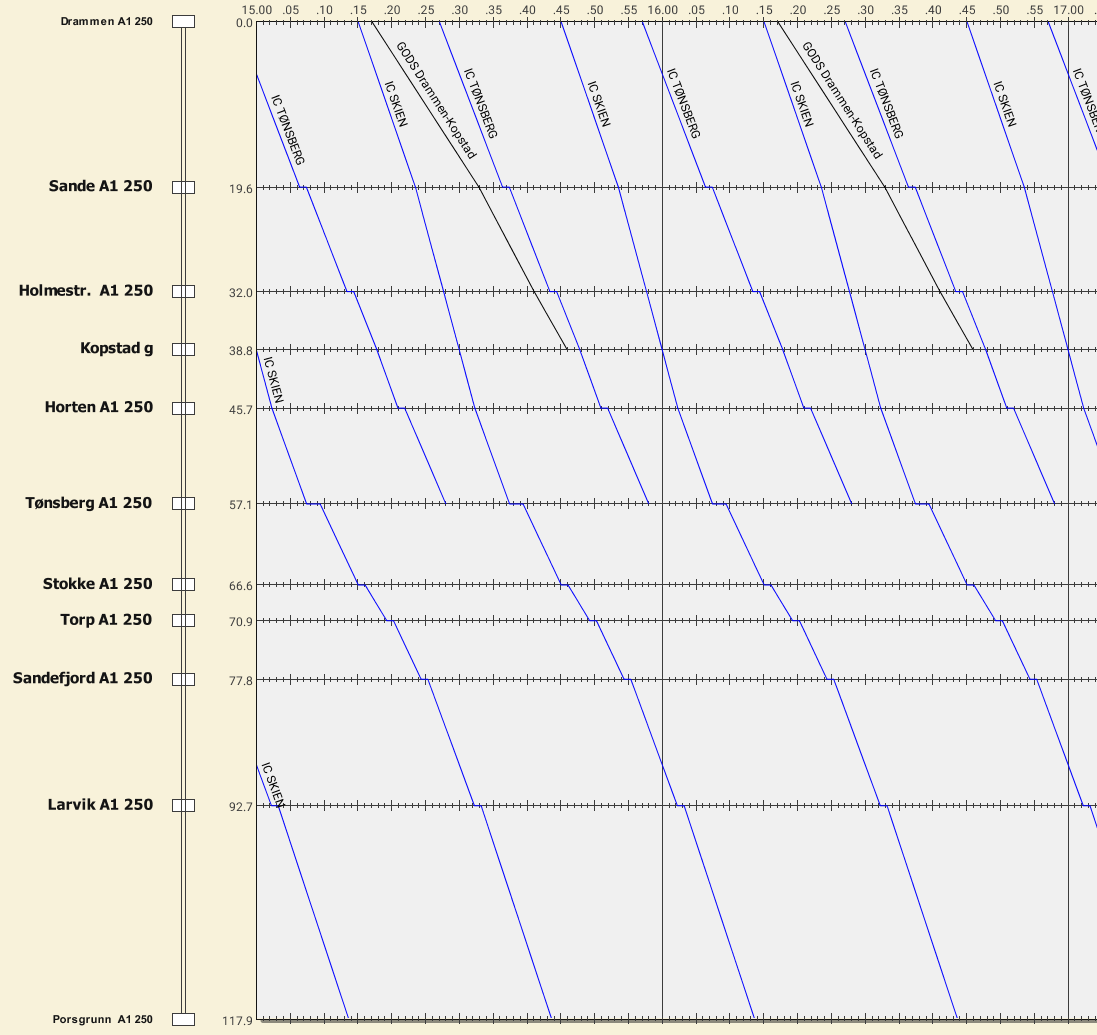 15.00 .05 .10 .15 .20 .25 .30 .35 .40 .45 .50 .55 16.00 .05 .10 .15 .20 .25 .30 .35 .40 .45 .50 .55 17.00
Drammen A1 250 0.0
GODS Drammen-Kopstad
GODS Drammen-Kopstad
IC TØNSBERG
IC SKIEN
IC TØNSBERG
IC SKIEN
IC TØNSBERG
IC SKIEN
IC TØNSBERG
IC SKIEN
IC TØNSBERG
Sande A1 250 19.6
Holmestr. A1 250 32.0
Kopstad g 38.8
IC SKIEN
Horten A1 250 45.7
Tønsberg A1 250 57.1
Stokke A1 250 66.6
Torp A1 250 70.9
Sandefjord A1 250 77.8
IC SKIEN
Larvik A1 250 92.7
Porsgrunn A1 250 117.9